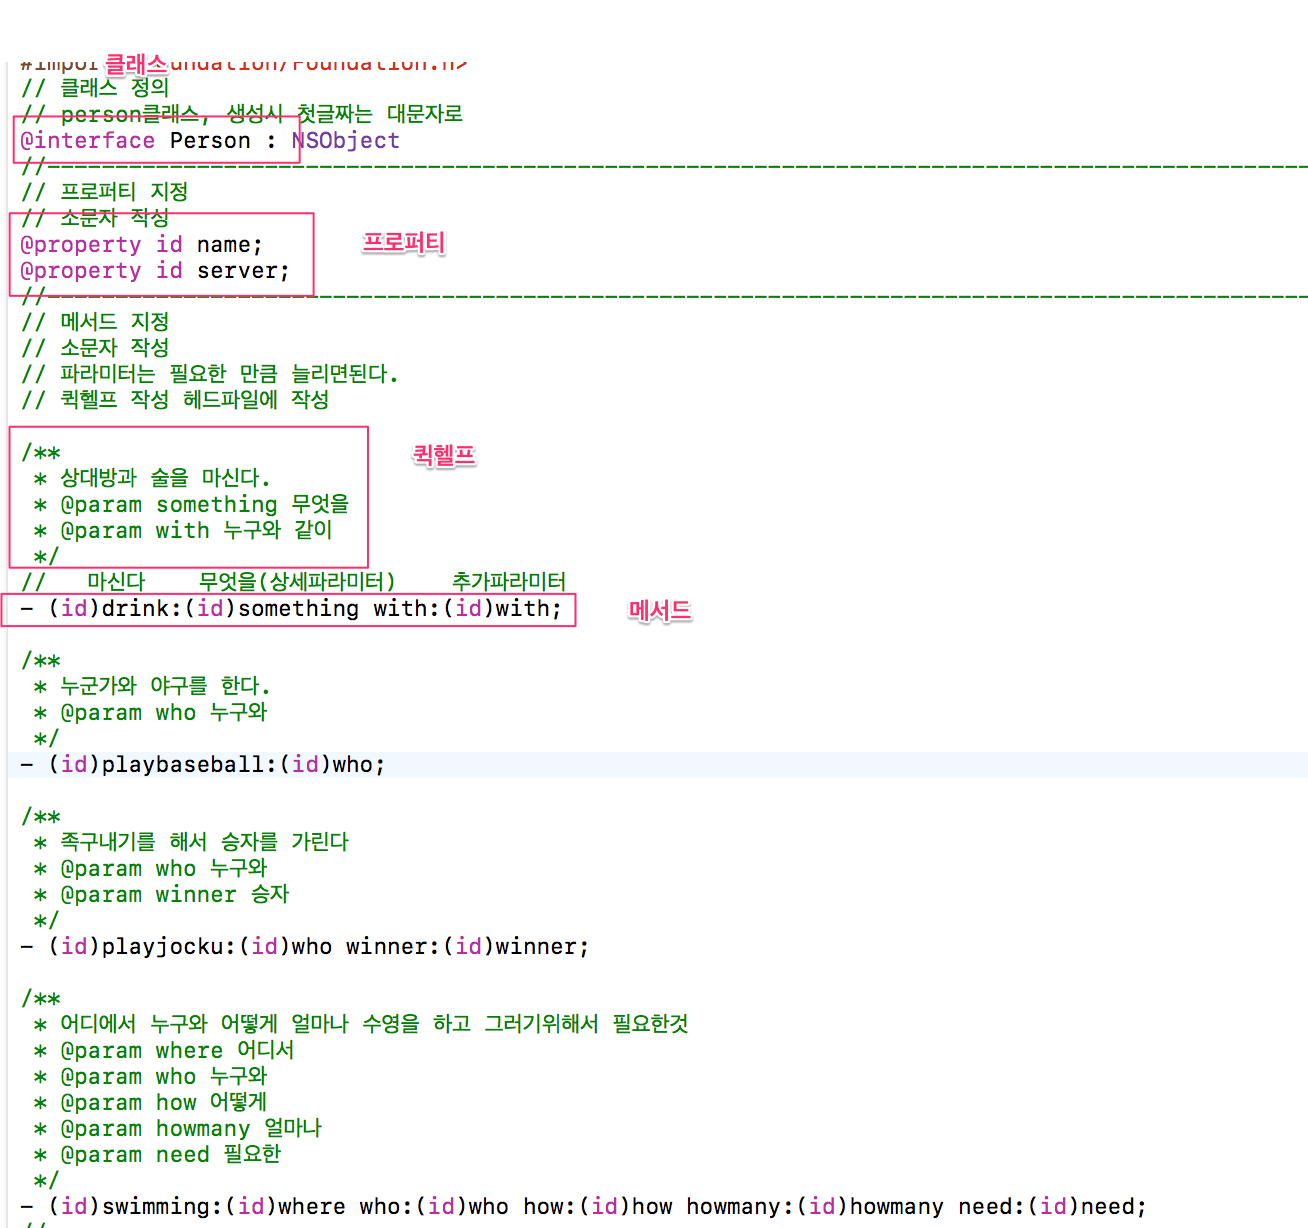 클래스
#impor undation/Foundation.h>
// 클래스 정의
// person클래스, 생성시 첫글짜는 대문자로
@interface Person : NSObject
//------------------------------------------------------------------------------------------------
// 프로퍼티 지정
// 소문자 작성
@property id name;
프로퍼티
@property id server;
//------------------------------------------------------------------------------------------------
// 메서드 지정
// 소문자 작성
// 파라미터는 필요한 만큼 늘리면된다.
// 퀵헬프 작성 헤드파일에 작성
/**
퀵헬프
* 상대방과 술을 마신다.
* @param something 무엇을
* @param with 누구와 같이
*/
// 마신다 무엇을(상세파라미터) 추가파라미터
- (id)drink:(id)something with:(id)with;
메서드
/**
* 누군가와 야구를 한다.
* @param who 누구와
*/
- (id)playbaseball:(id)who;
/**
* 족구내기를 해서 승자를 가린다
* @param who 누구와
* @param winner 승자
*/
- (id)playjocku:(id)who winner:(id)winner;
/**
* 어디에서 누구와 어떻게 얼마나 수영을 하고 그러기위해서 필요한것
* @param where 어디서
* @param who 누구와
* @param how 어떻게
* @param howmany 얼마나
* @param need 필요한
*/
- (id)swimming:(id)where who:(id)who how:(id)how howmany:(id)howmany need:(id)need;
//